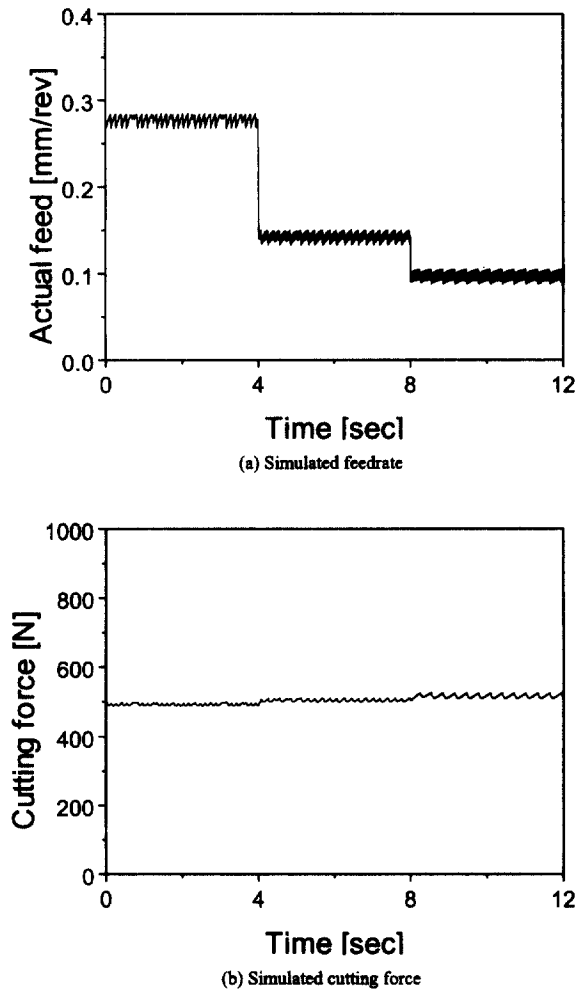 0.4
0.3
0.2
0.1
0.0
Actual feed [mm/rev]
0 4 8 12
Time [sec]
(a) Simulated feedrate
1000
800
600
400
200
0
Cutting force [N]
0 4 8 12
Time [sec]
(b) Simulated cutting force